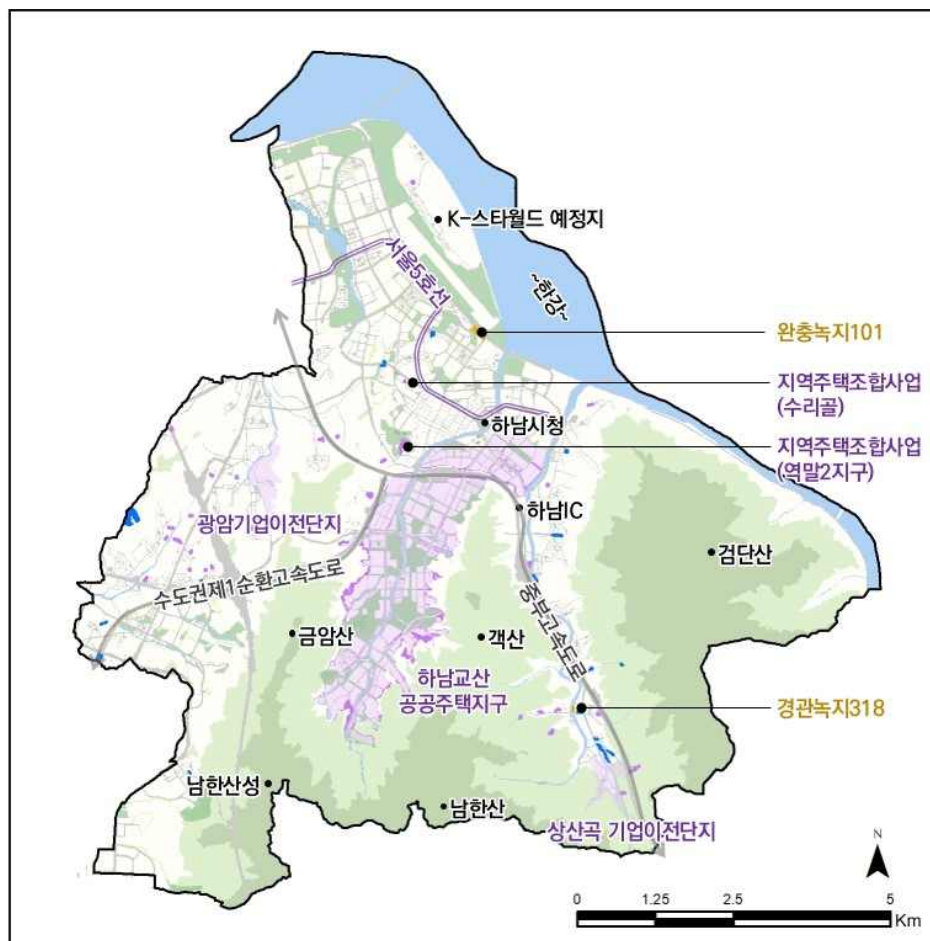 K-스타월드 예정지
서울5호선
~한강~
완충녹지101
지역주택조합사업
(수리골)
하남시청
지역주택조합사업
(역말2지구)
하남IC
광암기업이전단지
검단산
수도권제1순환고속도로
중부고속도로
금암산
객산
하남교산
공공주택지구
경관녹지318
남한산성
남한산
상산곡 기업이전단지
N
0 1.25 2.5 5
Km